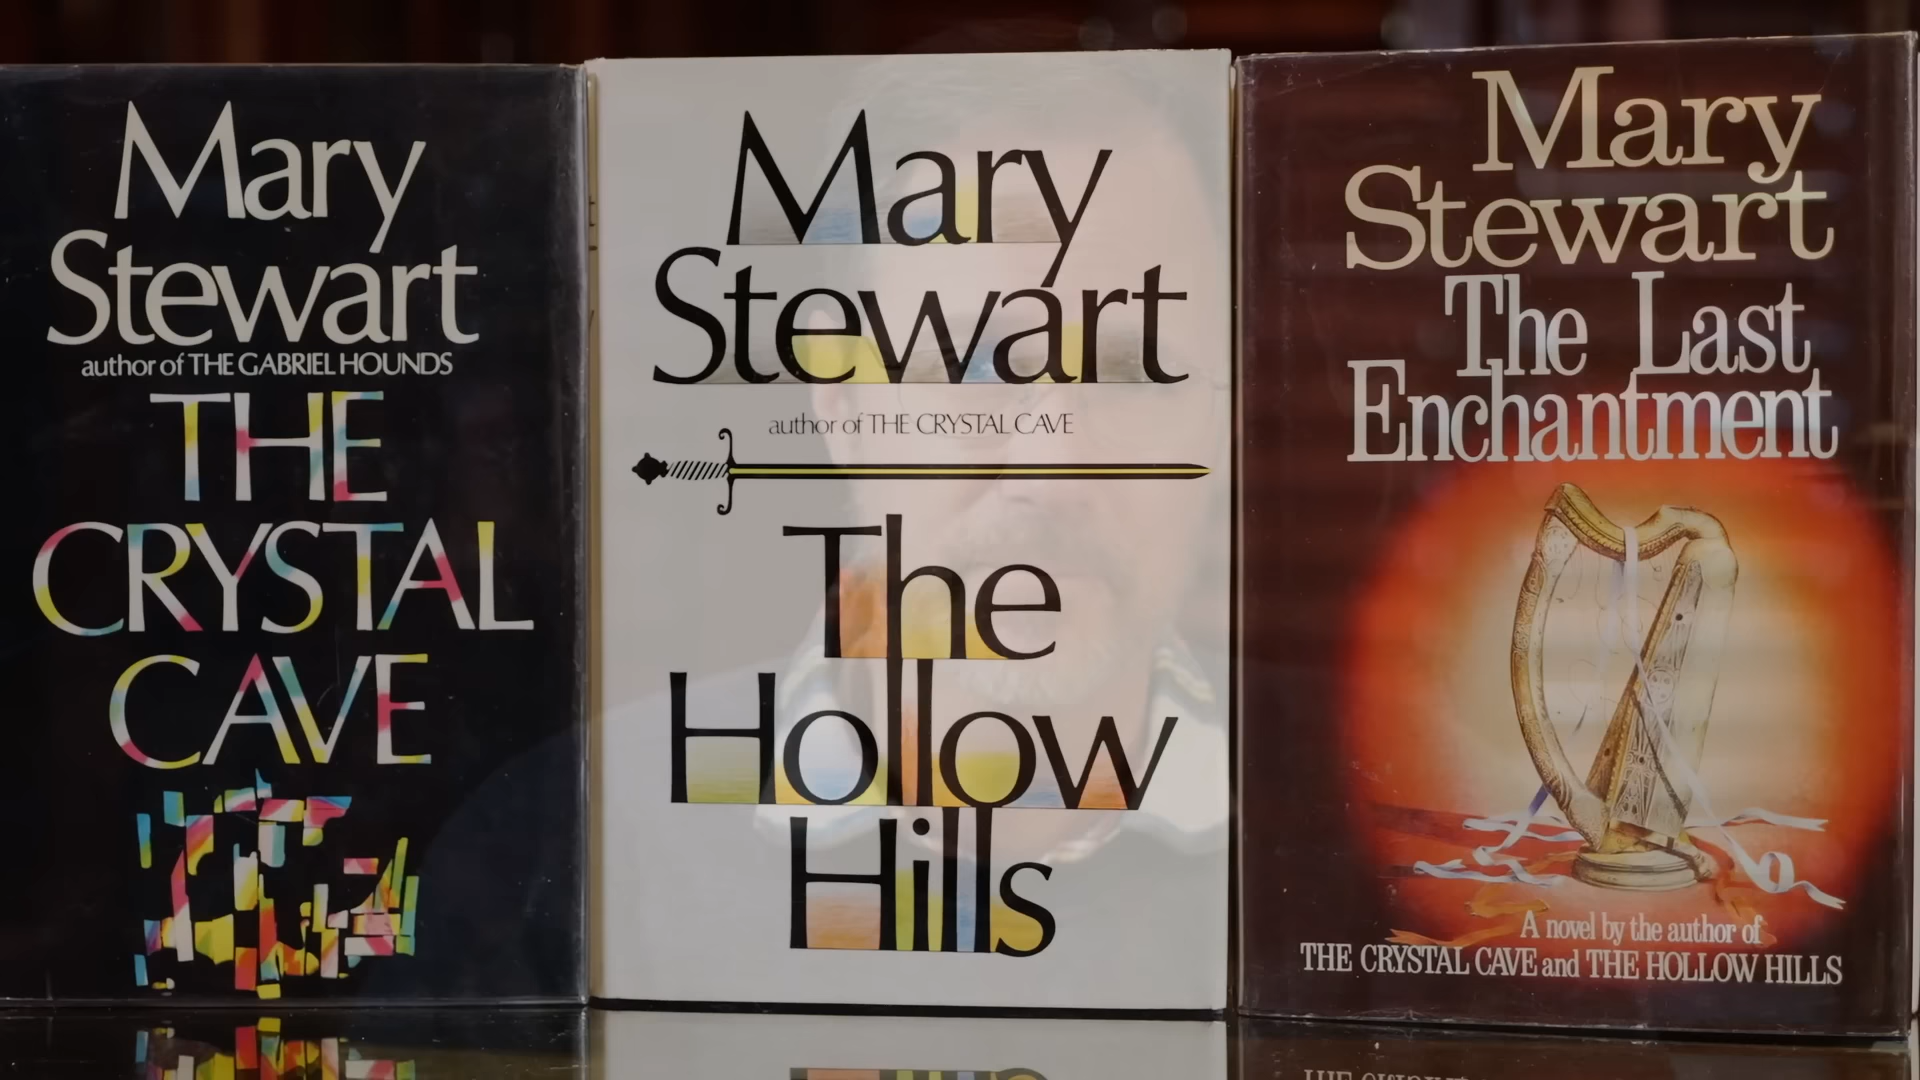 Mary
Stewart
author of THE GABRIEL HOUNDS
THE
CRYSTAL
CAVE
Mary
Stewart
author of THE CRYSTAL CAVE
The
Hollow
Hills
Mary
Stewart
The Last
Enchantment
A novel by the author of
THE CRYSTAL CAVE and THE HOLLOW HILLS